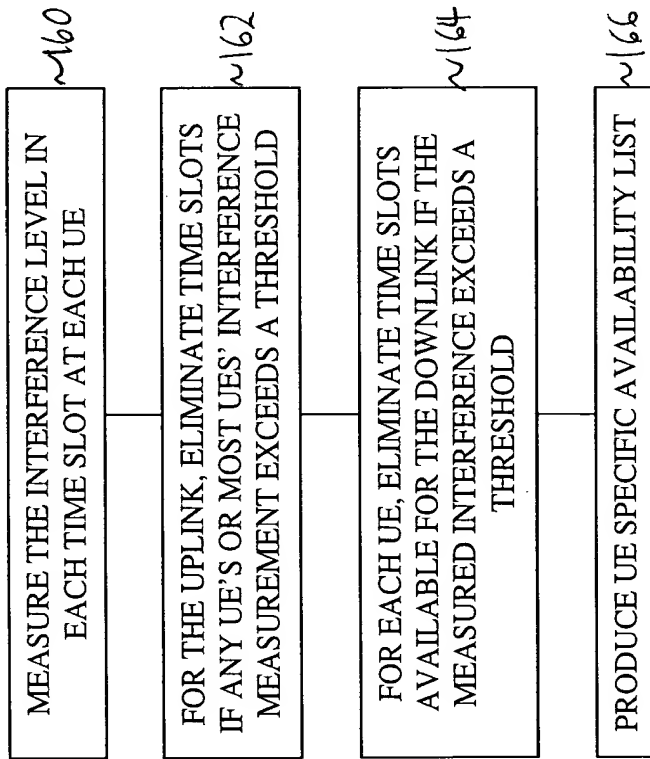 MEASURE THE INTERFERENCE LEVEL IN
EACH TIME SLOT AT EACH UE
~160
FOR THE UPLINK, ELIMINATE TIME SLOTS
IF ANY UE'S OR MOST UES' INTERFERENCE
MEASUREMENT EXCEEDS A THRESHOLD
~162
FOR EACH UE, ELIMINATE TIME SLOTS
AVAILABLE FOR THE DOWNLINK IF THE
MEASURED INTERFERENCE EXCEEDS A
THRESHOLD
~164
PRODUCE UE SPECIFIC AVAILABILITY LIST
~166